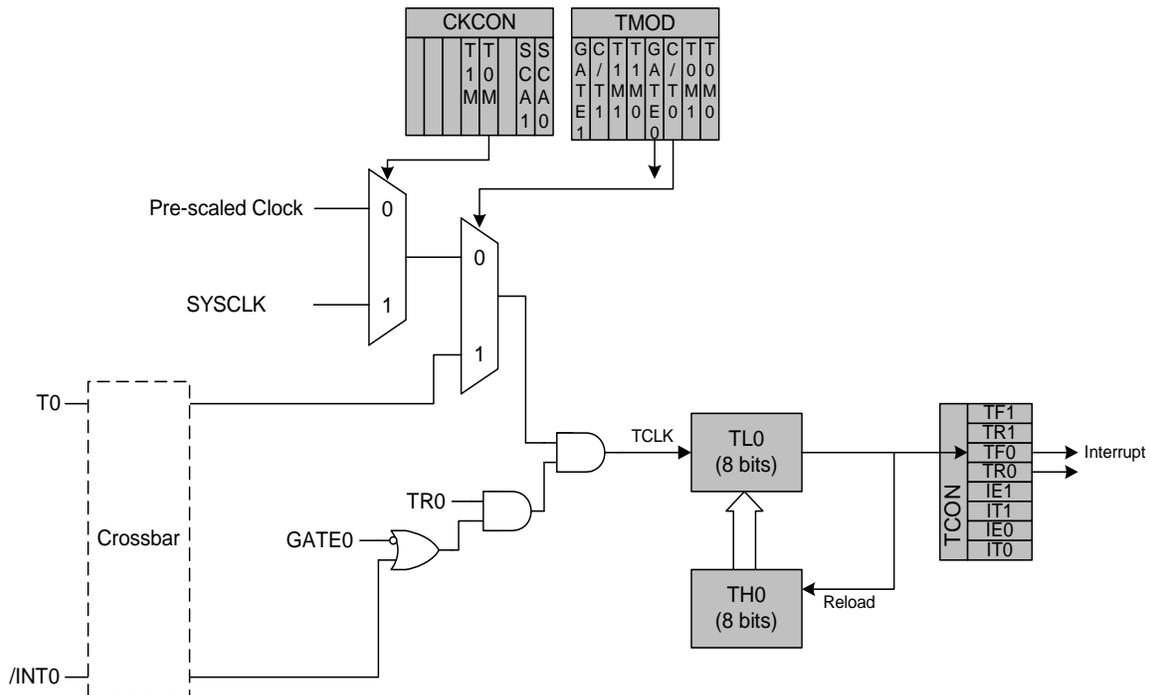 CKCON
T1M
T0M
SCA1
SCA0
TMOD
GATE1
C/T1
T1M1
T1M0
GATE0
C/T0
T0M1
T0M0
Pre-scaled Clock
0
SYSCLK
1
0
1
T0
Crossbar
/INT0
TR0
GATE0
TCLK
TL0
(8 bits)
TH0
(8 bits)
Reload
TCON
TF1
TR1
TF0
TR0
IE1
IT1
IE0
IT0
Interrupt